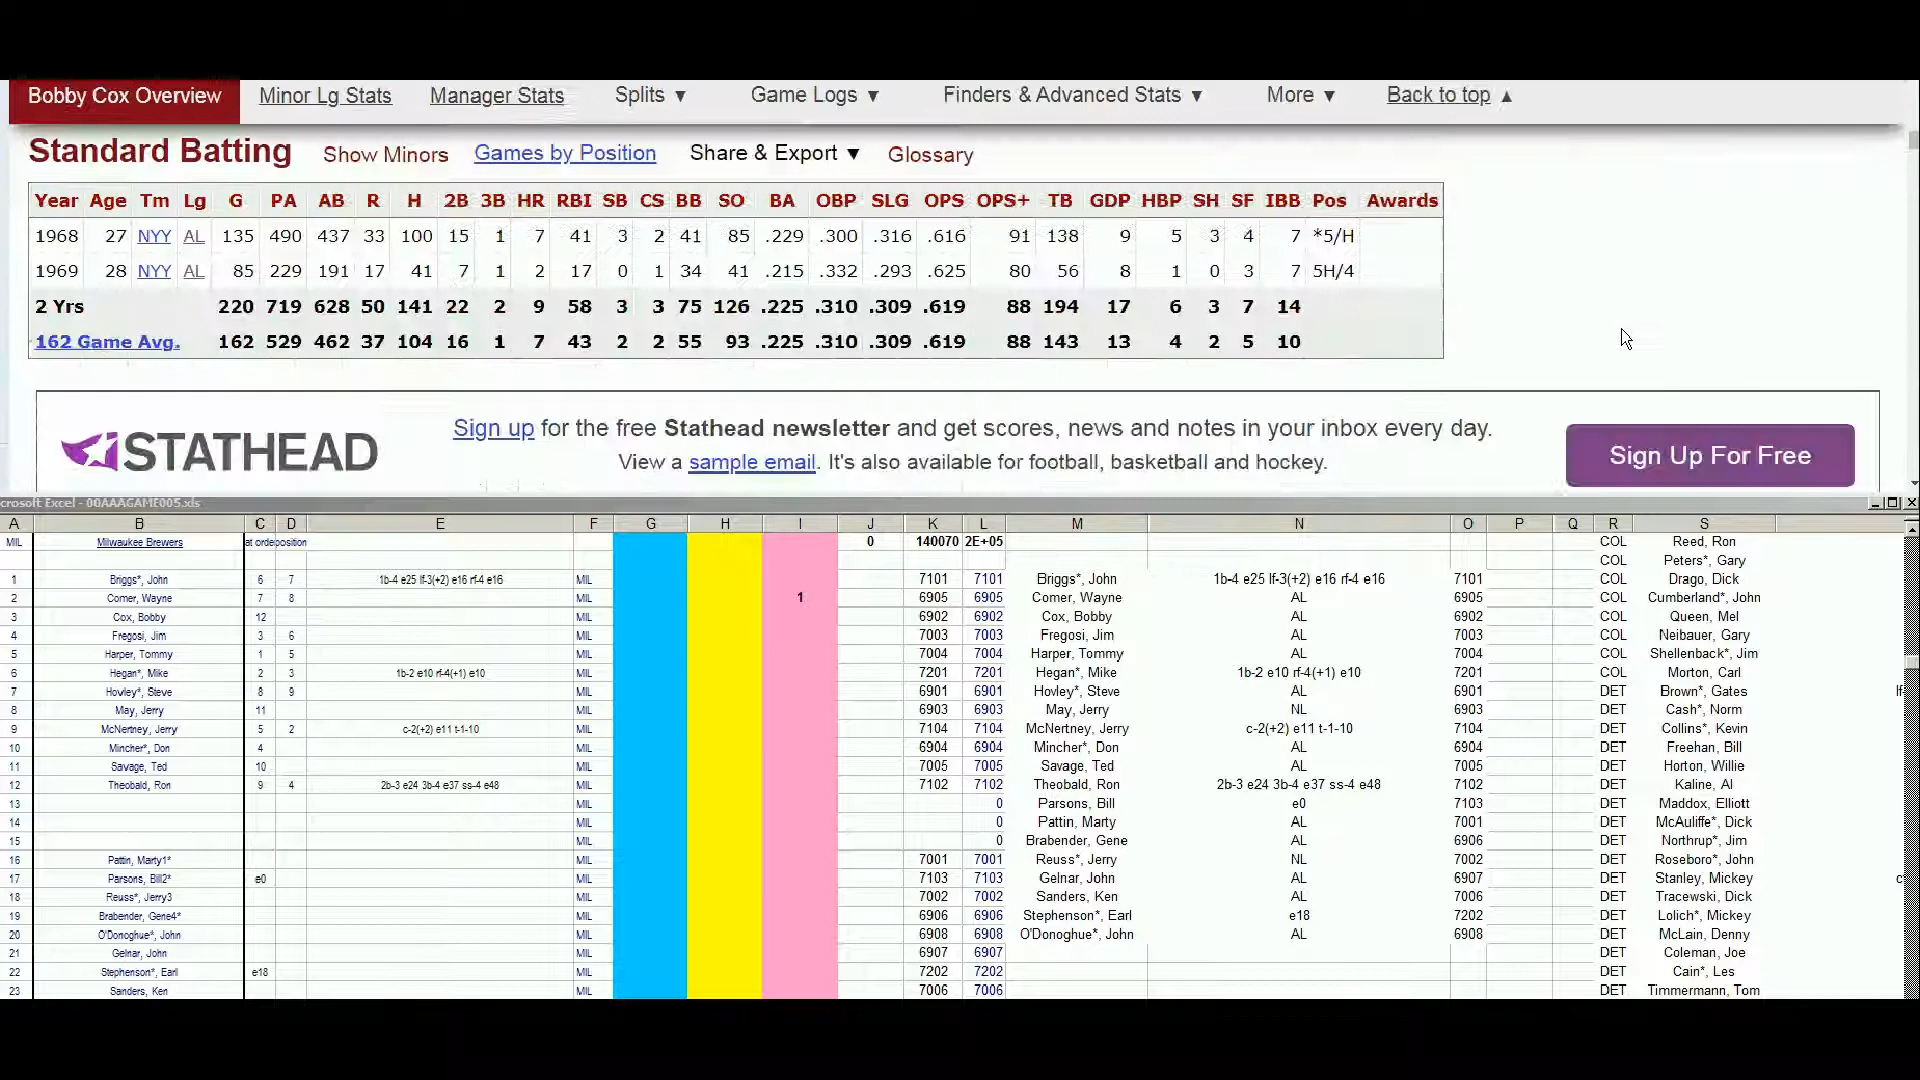 Bobby Cox Overview Minor Lg Stats Manager Stats Splits ▼ Game Logs ▼ Finders & Advanced Stats ▼ More ▼ Back to top ▲
Standard Batting Show Minors Games by Position Share & Export ▼ Glossary
Year Age Tm Lg G PA AB R H 2B 3B HR RBI SB CS BB SO BA OBP SLG OPS OPS+ TB GDP HBP SH SF IBB Pos Awards
1968 27 NYY AL 135 490 437 33 100 15 1 7 41 3 2 41 85 .229 .300 .316 .616 91 138 9 5 3 4 7 *5/H
1969 28 NYY AL 85 229 191 17 41 7 1 2 17 0 1 34 41 .215 .332 .293 .625 80 56 8 1 0 3 7 5H/4
2 Yrs 220 719 628 50 141 22 2 9 58 3 3 75 126 .225 .310 .309 .619 88 194 17 6 3 7 14
162 Game Avg. 162 529 462 37 104 16 1 7 43 2 2 55 93 .225 .310 .309 .619 88 143 13 4 2 5 10
STATHEAD
Sign up for the free Stathead newsletter and get scores, news and notes in your inbox every day.
View a sample email. It's also available for football, basketball and hockey.
Sign Up For Free
crosoft Excel - 00AAAGAME005.xls
A B C D E F G H I J K L M N O P Q R S
MIL Milwaukee Brewers at orde position 0 140070 2E+05 COL Reed, Ron
COL Peters*, Gary
1 Briggs*, John 6 7 1b-4 e25 lf-3(+2) e16 rf-4 e16 MIL 7101 7101 Briggs*, John 1b-4 e25 lf-3(+2) e16 rf-4 e16 7101 COL Drago, Dick
2 Comer, Wayne 7 8 MIL 1 6905 6905 Comer, Wayne AL 6905 COL Cumberland*, John
3 Cox, Bobby 12 MIL 6902 6902 Cox, Bobby AL 6902 COL Queen, Mel
4 Fregosi, Jim 3 6 MIL 7003 7003 Fregosi, Jim AL 7003 COL Neibauer, Gary
5 Harper, Tommy 1 5 MIL 7004 7004 Harper, Tommy AL 7004 COL Shellenback*, Jim
6 Hegan*, Mike 2 3 1b-2 e10 rf-4(+1) e10 MIL 7201 7201 Hegan*, Mike 1b-2 e10 rf-4(+1) e10 7201 COL Morton, Carl
7 Hovley*, Steve 8 9 MIL 6901 6901 Hovley*, Steve AL 6901 DET Brown*, Gates lf
8 May, Jerry 11 MIL 6903 6903 May, Jerry NL 6903 DET Cash*, Norm
9 McNertney, Jerry 5 2 c-2(+2) e11 t-1-10 MIL 7104 7104 McNertney, Jerry c-2(+2) e11 t-1-10 7104 DET Collins*, Kevin
10 Mincher*, Don 4 MIL 6904 6904 Mincher*, Don AL 6904 DET Freehan, Bill
11 Savage, Ted 10 MIL 7005 7005 Savage, Ted AL 7005 DET Horton, Willie
12 Theobald, Ron 9 4 2b-3 e24 3b-4 e37 ss-4 e48 MIL 7102 7102 Theobald, Ron 2b-3 e24 3b-4 e37 ss-4 e48 7102 DET Kaline, Al
13 MIL 0 Parsons, Bill e0 7103 DET Maddox, Elliott
14 MIL 0 Pattin, Marty AL 7001 DET McAuliffe*, Dick
15 MIL 0 Brabender, Gene AL 6906 DET Northrup*, Jim
16 Pattin, Marty1* MIL 7001 7001 Reuss*, Jerry NL 7002 DET Roseboro*, John
17 Parsons, Bill2* e0 MIL 7103 7103 Gelnar, John AL 6907 DET Stanley, Mickey c
18 Reuss*, Jerry3 MIL 7002 7002 Sanders, Ken AL 7006 DET Tracewski, Dick
19 Brabender, Gene4* MIL 6906 6906 Stephenson*, Earl e18 7202 DET Lolich*, Mickey
20 O'Donoghue*, John MIL 6908 6908 O'Donoghue*, John AL 6908 DET McLain, Denny
21 Gelnar, John MIL 6907 6907 DET Coleman, Joe
22 Stephenson*, Earl e18 MIL 7202 7202 DET Cain*, Les
23 Sanders, Ken MIL 7006 7006 DET Timmermann, Tom